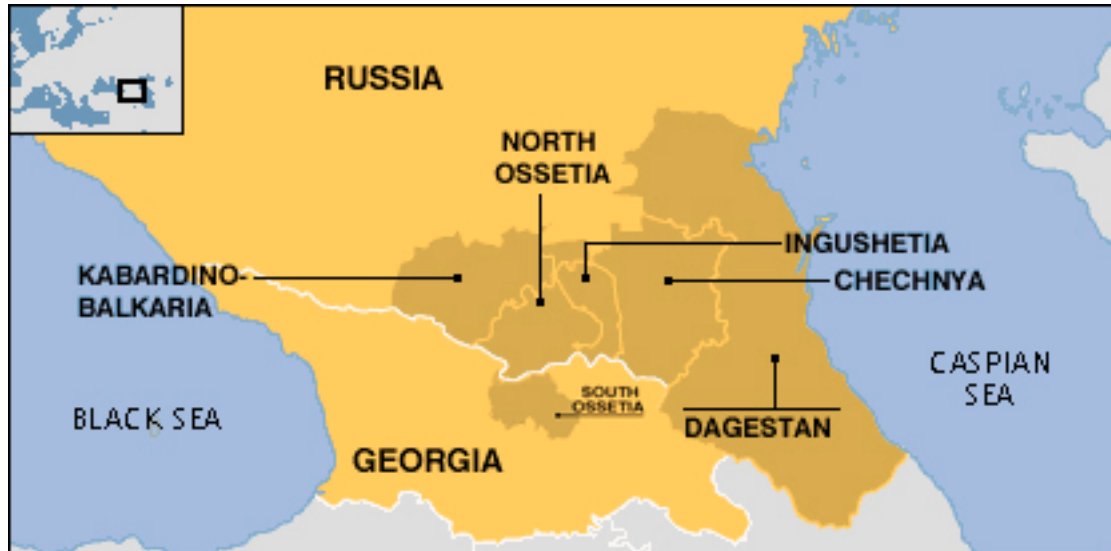 RUSSIA
NORTH
OSSETIA
INGUSHETIA
KABARDINO-
BALKARIA
CHECHNYA
CASPIAN
SEA
SOUTH
OSSETIA
BLACK SEA
DAGESTAN
GEORGIA